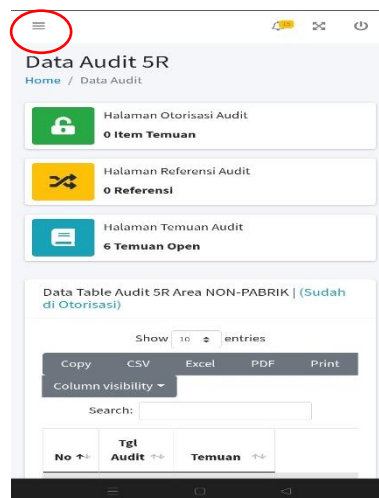 Data Audit 5R
Home / Data Audit
Halaman Otorisasi Audit
0 Item Temuan
Halaman Referensi Audit
0 Referensi
Halaman Temuan Audit
6 Temuan Open
Data Table Audit 5R Area NON-PABRIK | (Sudah
di Otorisasi)
Show 10 entries
Copy CSV Excel PDF Print
Column visibility
Search:
No Tgl Audit Temuan